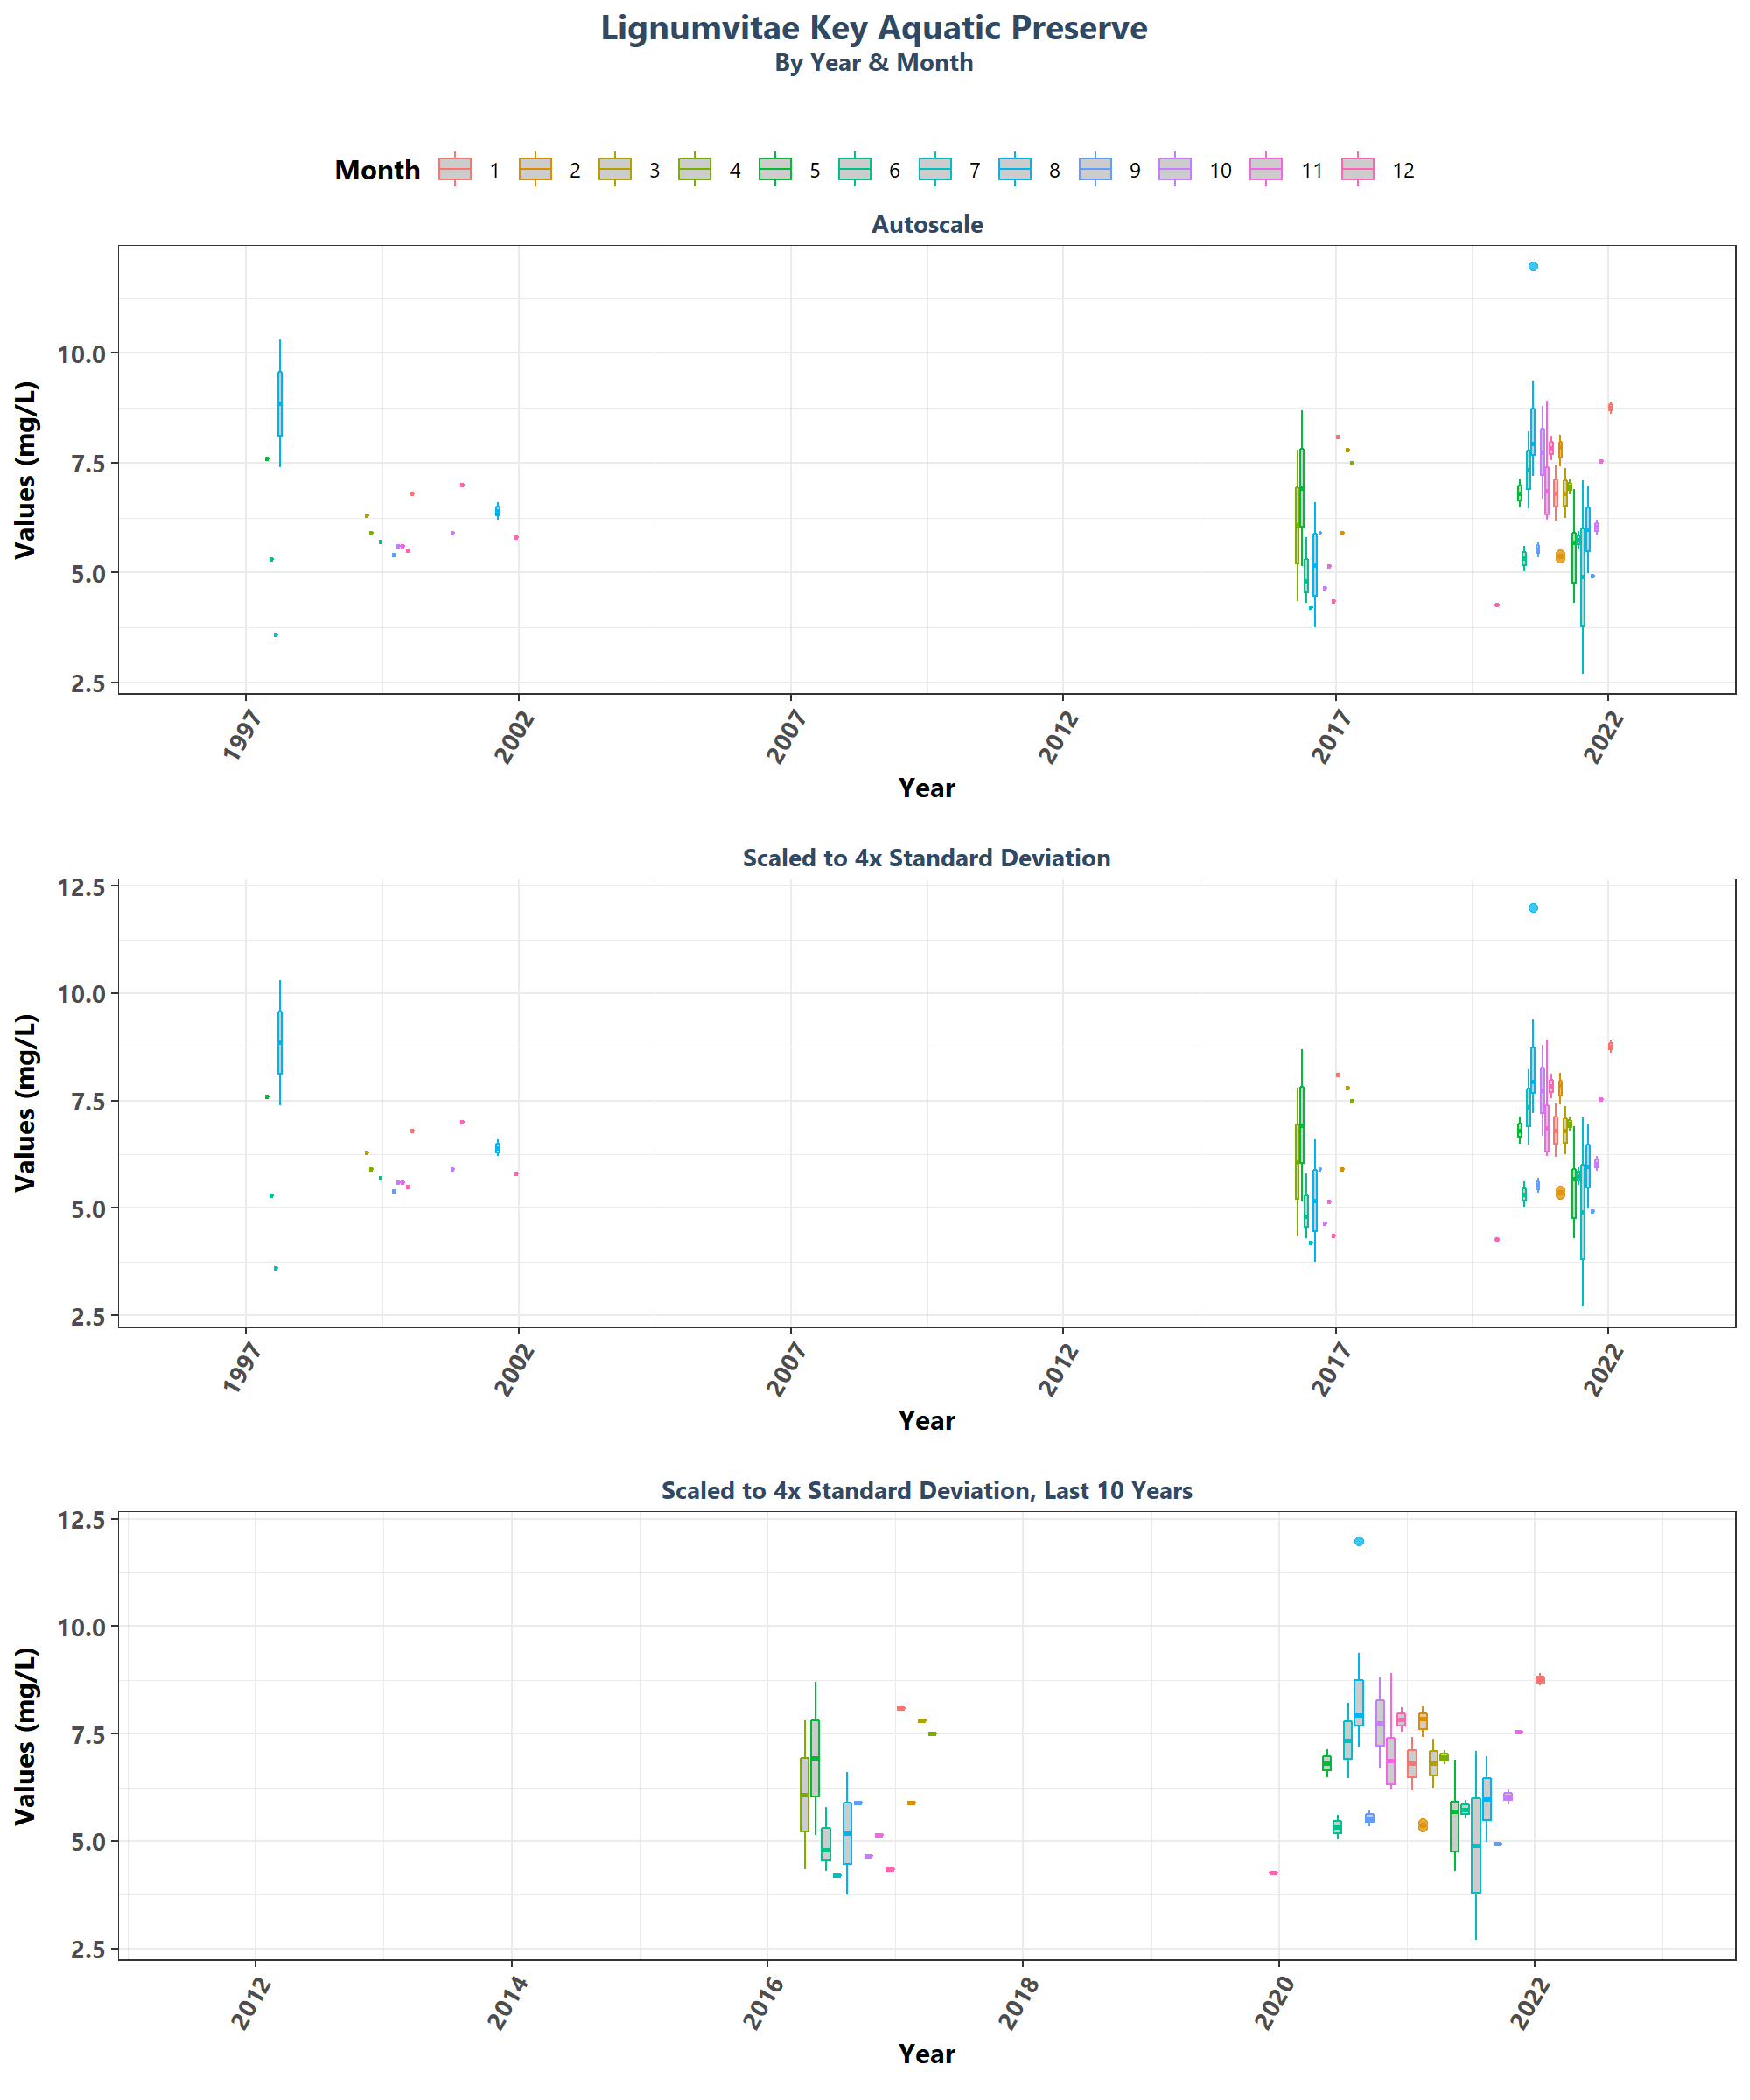 Lignumvitae Key Aquatic Preserve
By Year & Month
Month 1 2 3 4 5 6 7 8 9 10 11 12
Autoscale
Values (mg/L)
10.0
7.5
5.0
2.5
1997 2002 2007 2012 2017 2022
Year
Scaled to 4x Standard Deviation
Values (mg/L)
12.5
10.0
7.5
5.0
2.5
1997 2002 2007 2012 2017 2022
Year
Scaled to 4x Standard Deviation, Last 10 Years
Values (mg/L)
12.5
10.0
7.5
5.0
2.5
2012 2014 2016 2018 2020 2022
Year